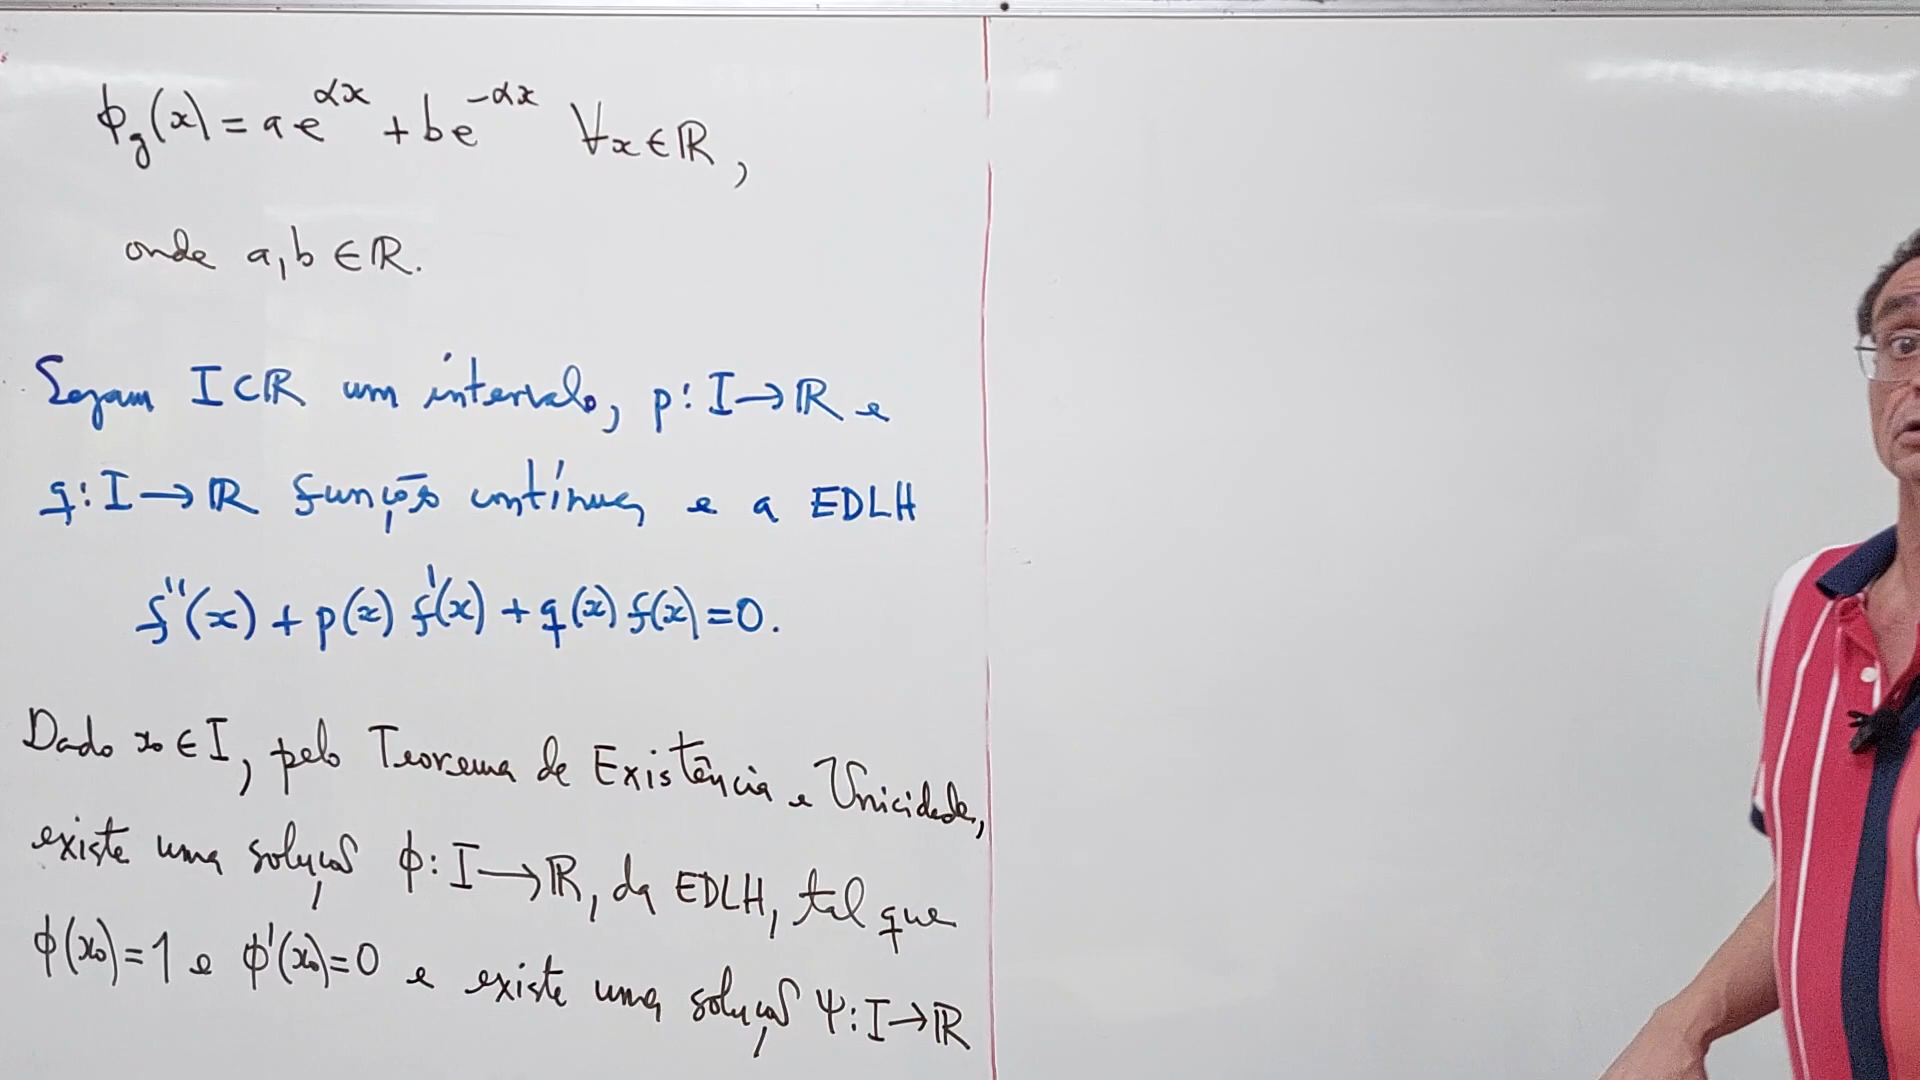 ϕg(x) = a e^{αx} + b e^{-αx} ∀x ∈ ℝ,
onde a, b ∈ ℝ.
Sejam I ⊂ ℝ um intervalo, p: I → ℝ e
q: I → ℝ funções contínuas e a EDLH
f''(x) + p(x) f'(x) + q(x) f(x) = 0.
Dado x₀ ∈ I, pelo Teorema de Existência e Unicidade,
existe uma solução ϕ: I → ℝ, da EDLH, tal que
ϕ(x₀) = 1 e ϕ'(x₀) = 0 e existe uma solução ψ: I → ℝ